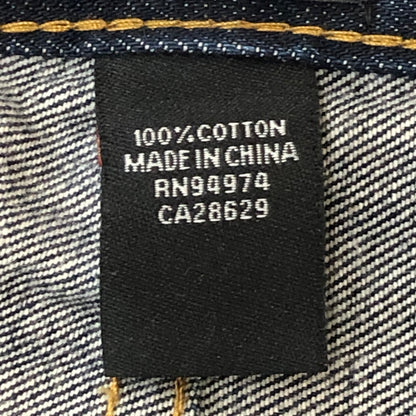 100% COTTON
MADE IN CHINA
RN94974
CA28629